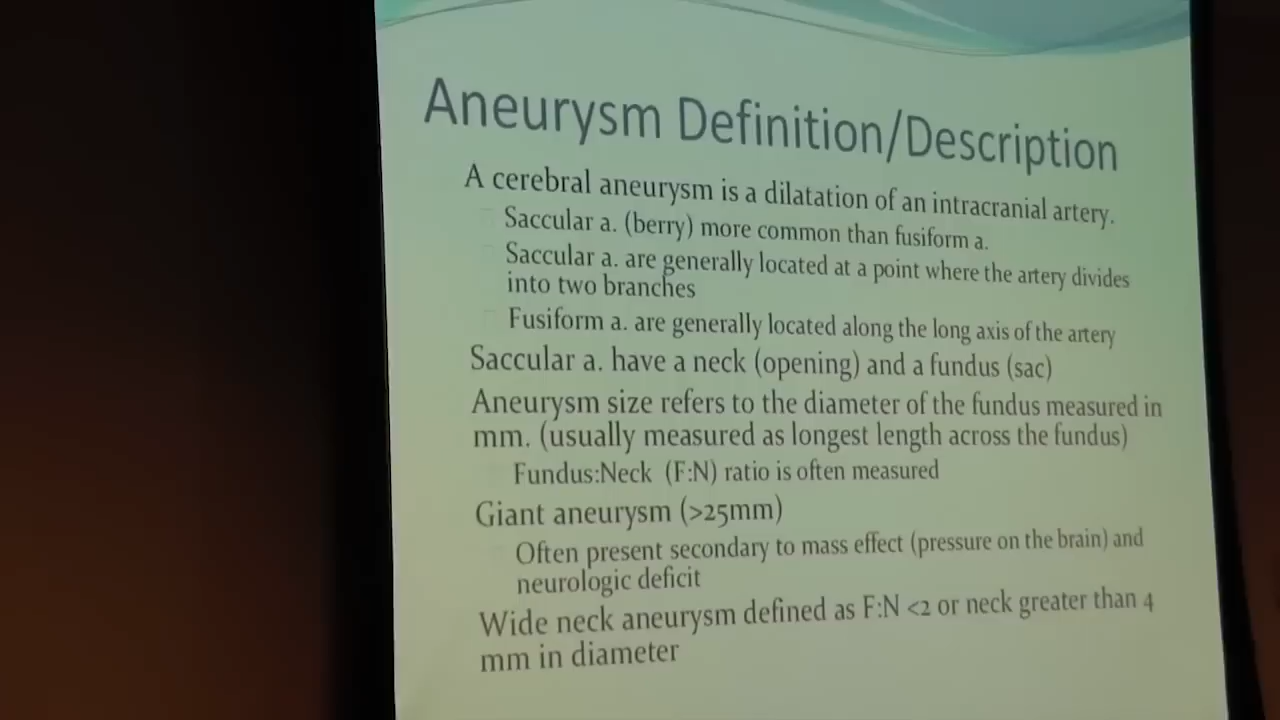 Aneurysm Definition/Description
A cerebral aneurysm is a dilatation of an intracranial artery.
Saccular a. (berry) more common than fusiform a.
Saccular a. are generally located at a point where the artery divides
into two branches
Fusiform a. are generally located along the long axis of the artery
Saccular a. have a neck (opening) and a fundus (sac)
Aneurysm size refers to the diameter of the fundus measured in
mm. (usually measured as longest length across the fundus)
Fundus:Neck (F:N) ratio is often measured
Giant aneurysm (>25mm)
Often present secondary to mass effect (pressure on the brain) and
neurologic deficit
Wide neck aneurysm defined as F:N <2 or neck greater than 4
mm in diameter